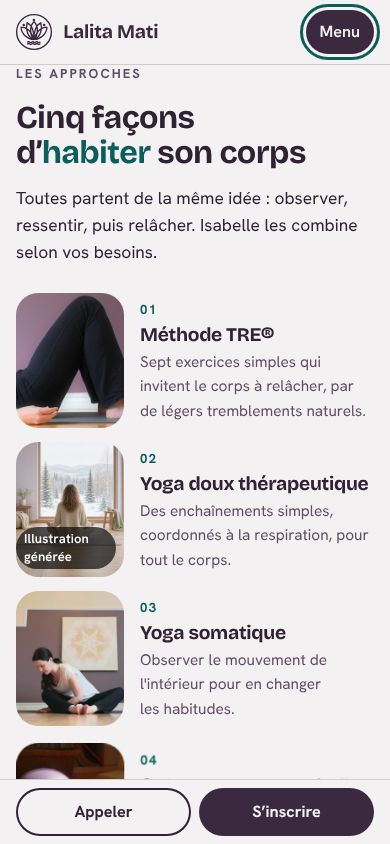 Lalita Mati
Menu
LES APPROCHES
Cinq façons
d'habiter son corps
Toutes partent de la même idée : observer,
ressentir, puis relâcher. Isabelle les combine
selon vos besoins.
01
Méthode TRE®
Sept exercices simples qui
invitent le corps à relâcher, par
de légers tremblements naturels.
02
Yoga doux thérapeutique
Des enchaînements simples,
coordonnés à la respiration, pour
tout le corps.
Illustration
générée
03
Yoga somatique
Observer le mouvement de
l'intérieur pour en changer
les habitudes.
04
Appeler
S'inscrire